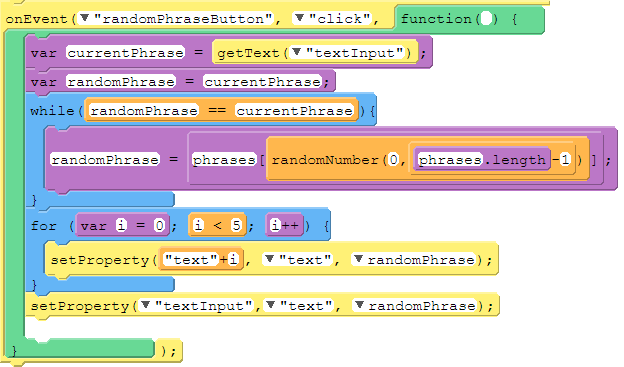 onEvent(▼"randomPhraseButton", ▼"click", function( ) {
var currentPhrase = getText(▼"textInput");
var randomPhrase = currentPhrase;
while(randomPhrase == currentPhrase){
randomPhrase = phrases[randomNumber(0, phrases.length-1)];
}
for (var i = 0; i < 5; i++) {
setProperty("text"+i, ▼"text", ▼randomPhrase);
}
setProperty(▼"textInput",▼"text", ▼randomPhrase);
} );